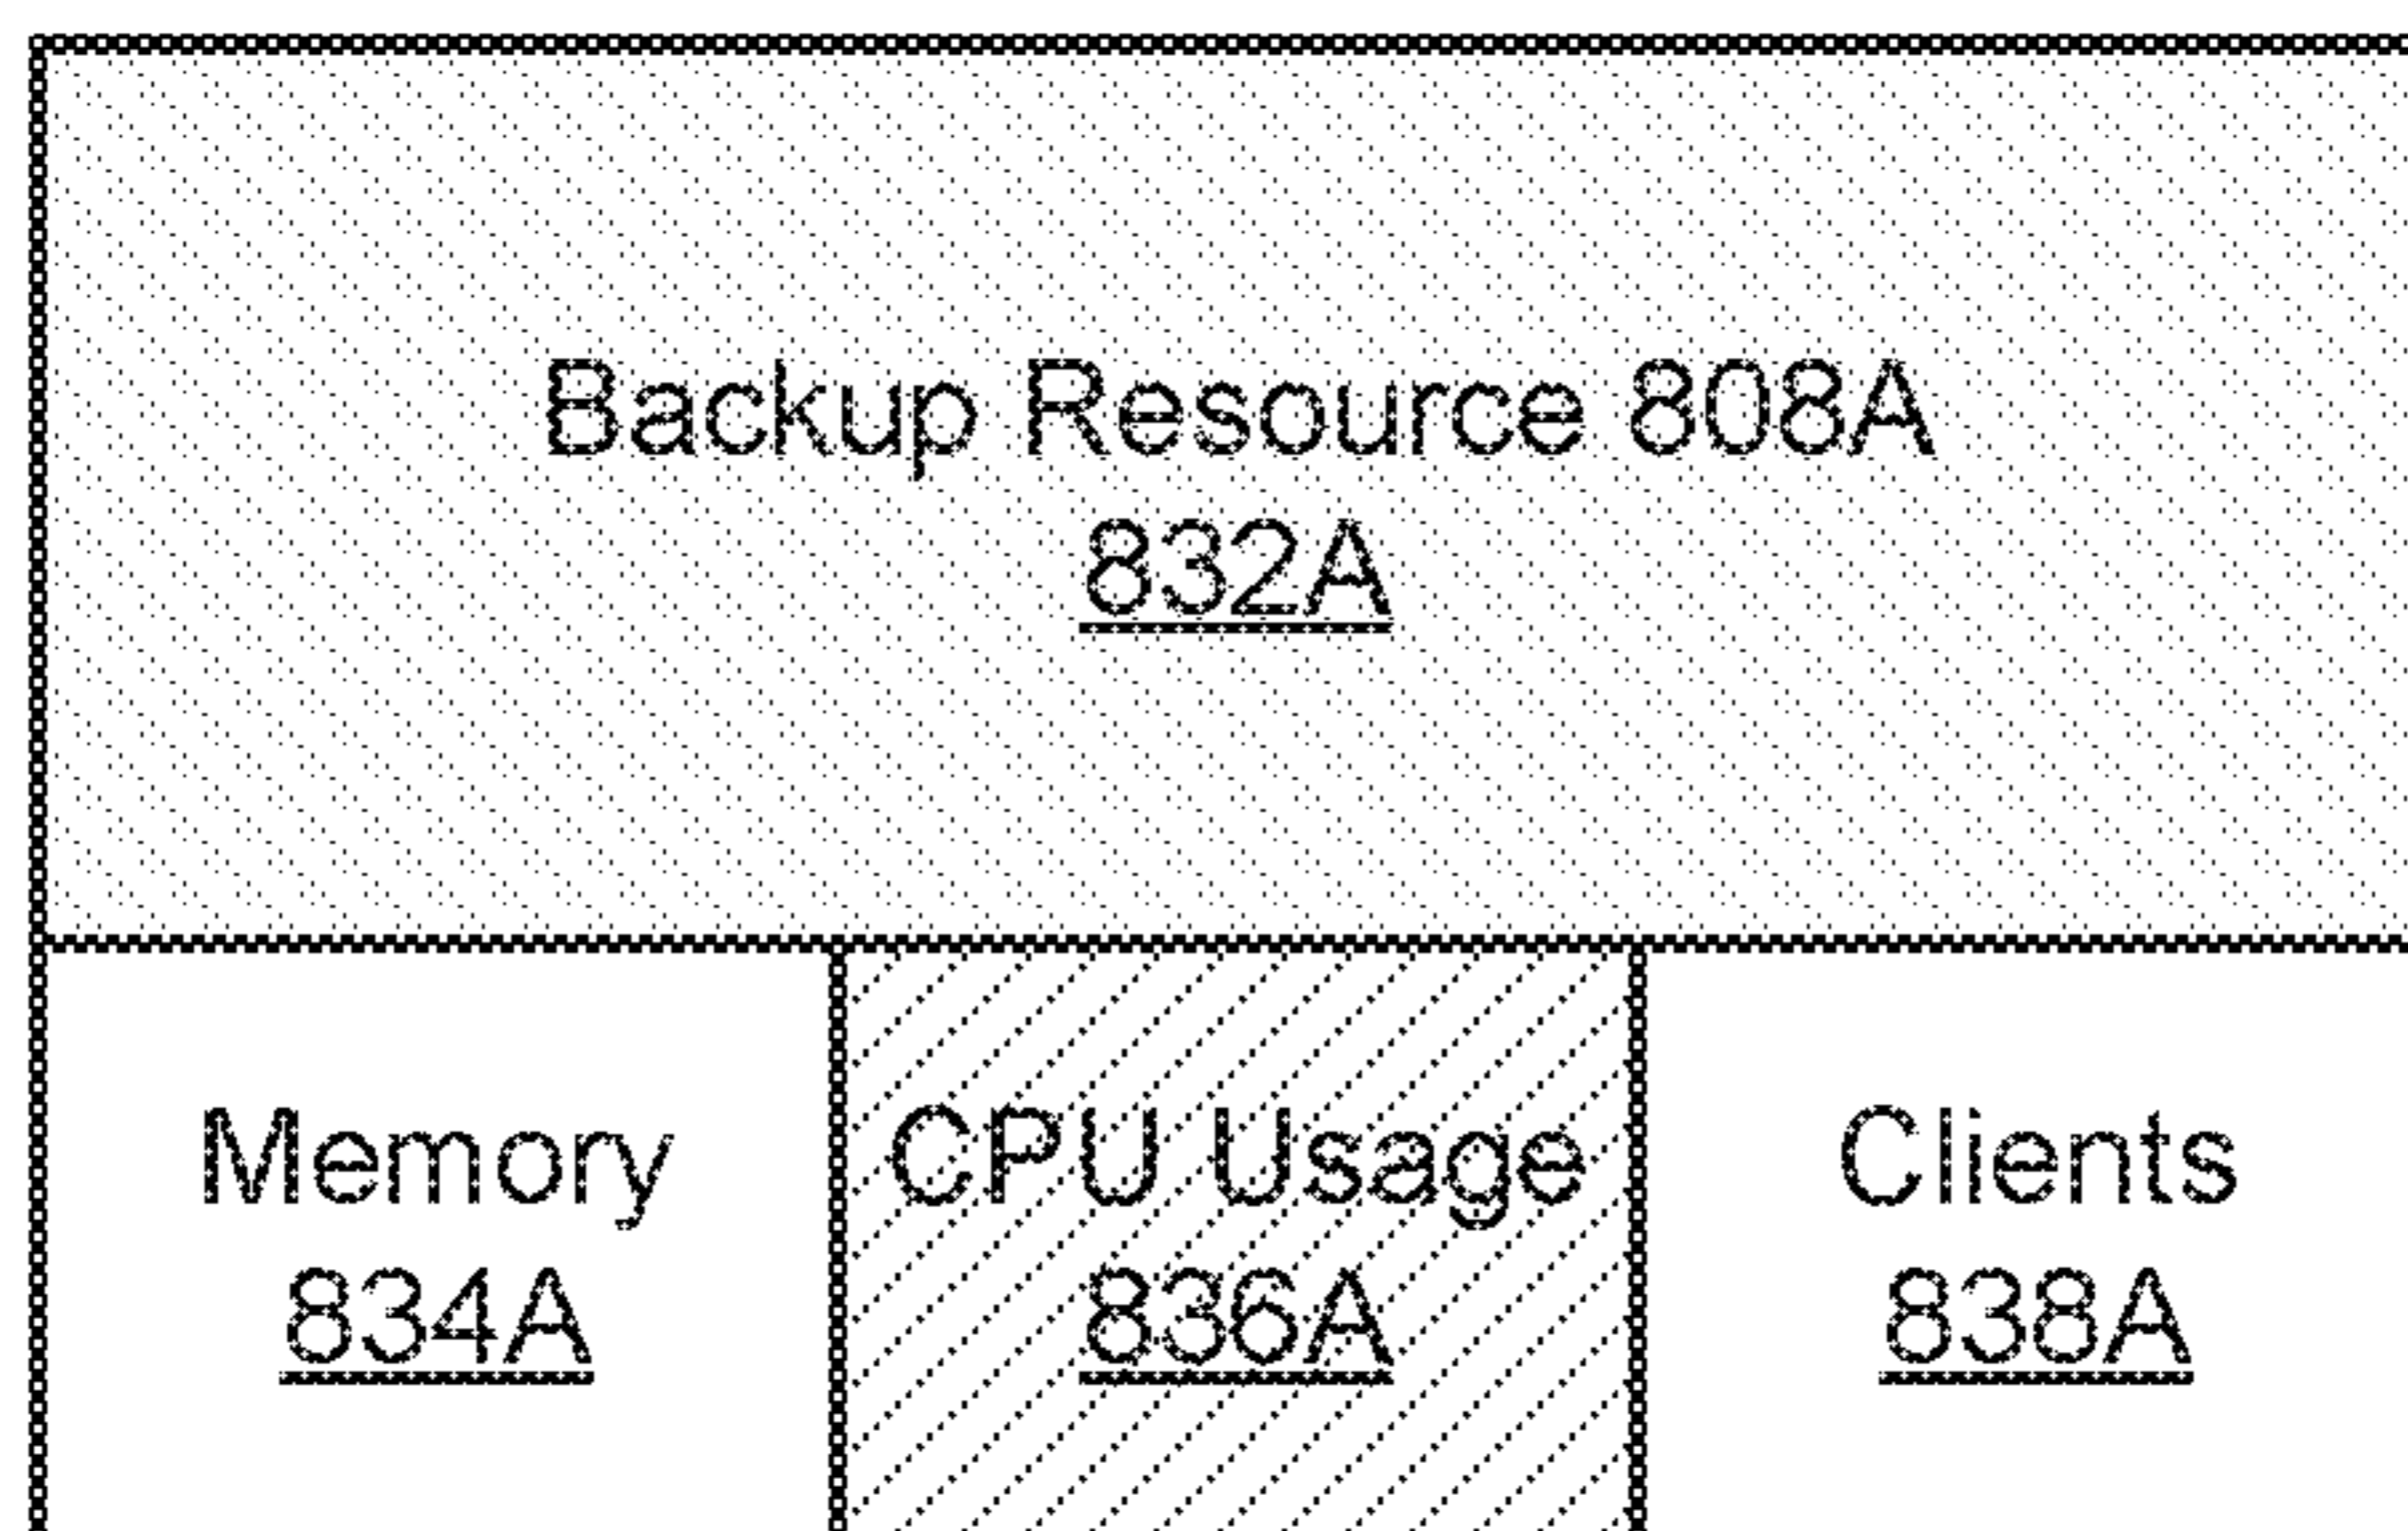 Backup Resource 808A
832A
Memory
834A
CPU Usage
836A
Clients
838A